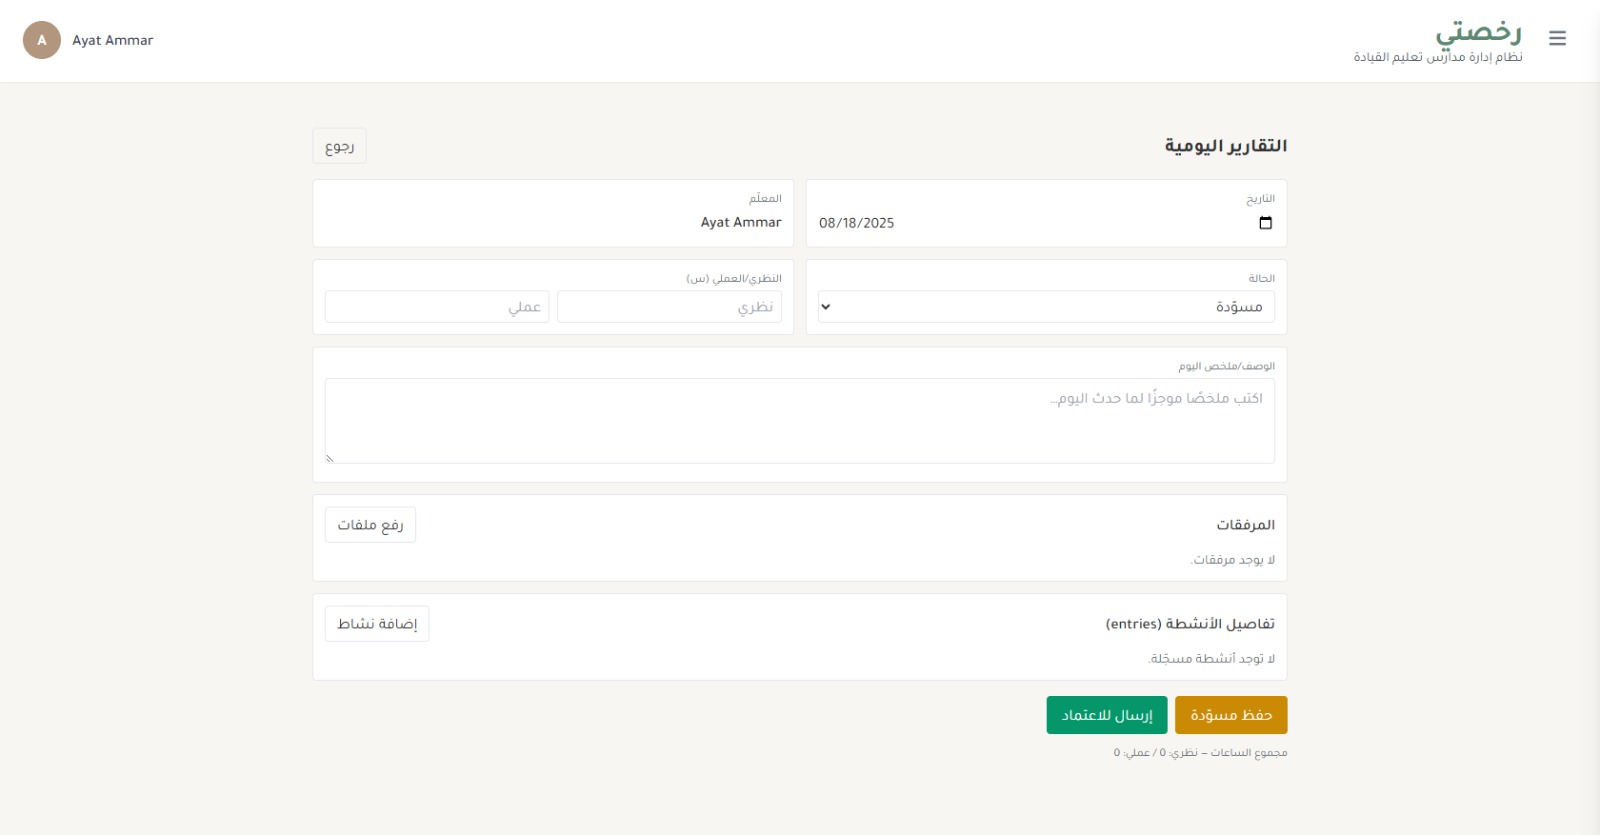 رخصتي
نظام إدارة مدارس تعليم القيادة
A
Ayat Ammar
التقارير اليومية
رجوع
التاريخ
08/18/2025
المعلّم
Ayat Ammar
الحالة
مسوّدة
النظري/العملي (س)
نظري
عملي
الوصف/ملخص اليوم
اكتب ملخصًا موجزًا لما حدث اليوم…
المرفقات
رفع ملفات
لا يوجد مرفقات.
تفاصيل الأنشطة (entries)
إضافة نشاط
لا توجد أنشطة مسجّلة.
حفظ مسوّدة
إرسال للاعتماد
مجموع الساعات — نظري: 0 / عملي: 0